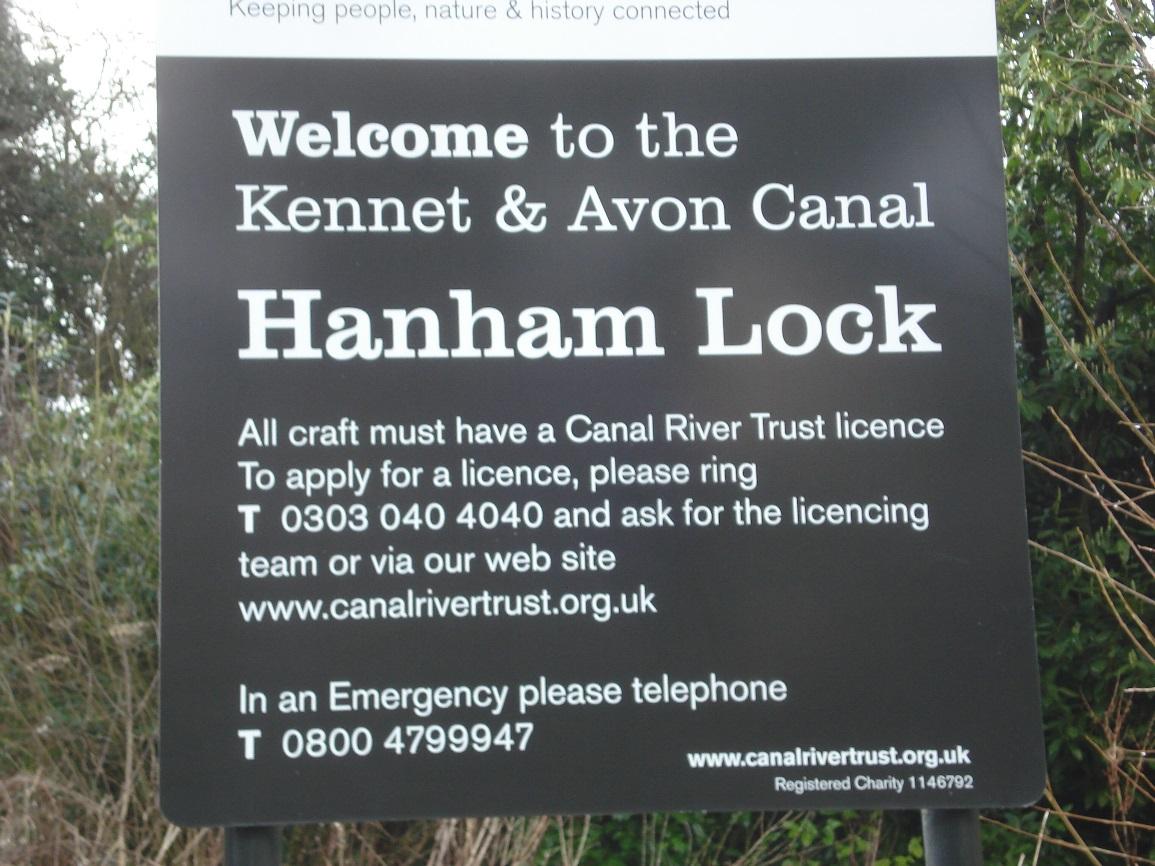 Keeping people, nature & history connected
Welcome to the
Kennet & Avon Canal
Hanham Lock
All craft must have a Canal River Trust licence
To apply for a licence, please ring
T 0303 040 4040 and ask for the licencing
team or via our web site
www.canalrivertrust.org.uk
In an Emergency please telephone
T 0800 4799947
www.canalrivertrust.org.uk
Registered Charity 1146792